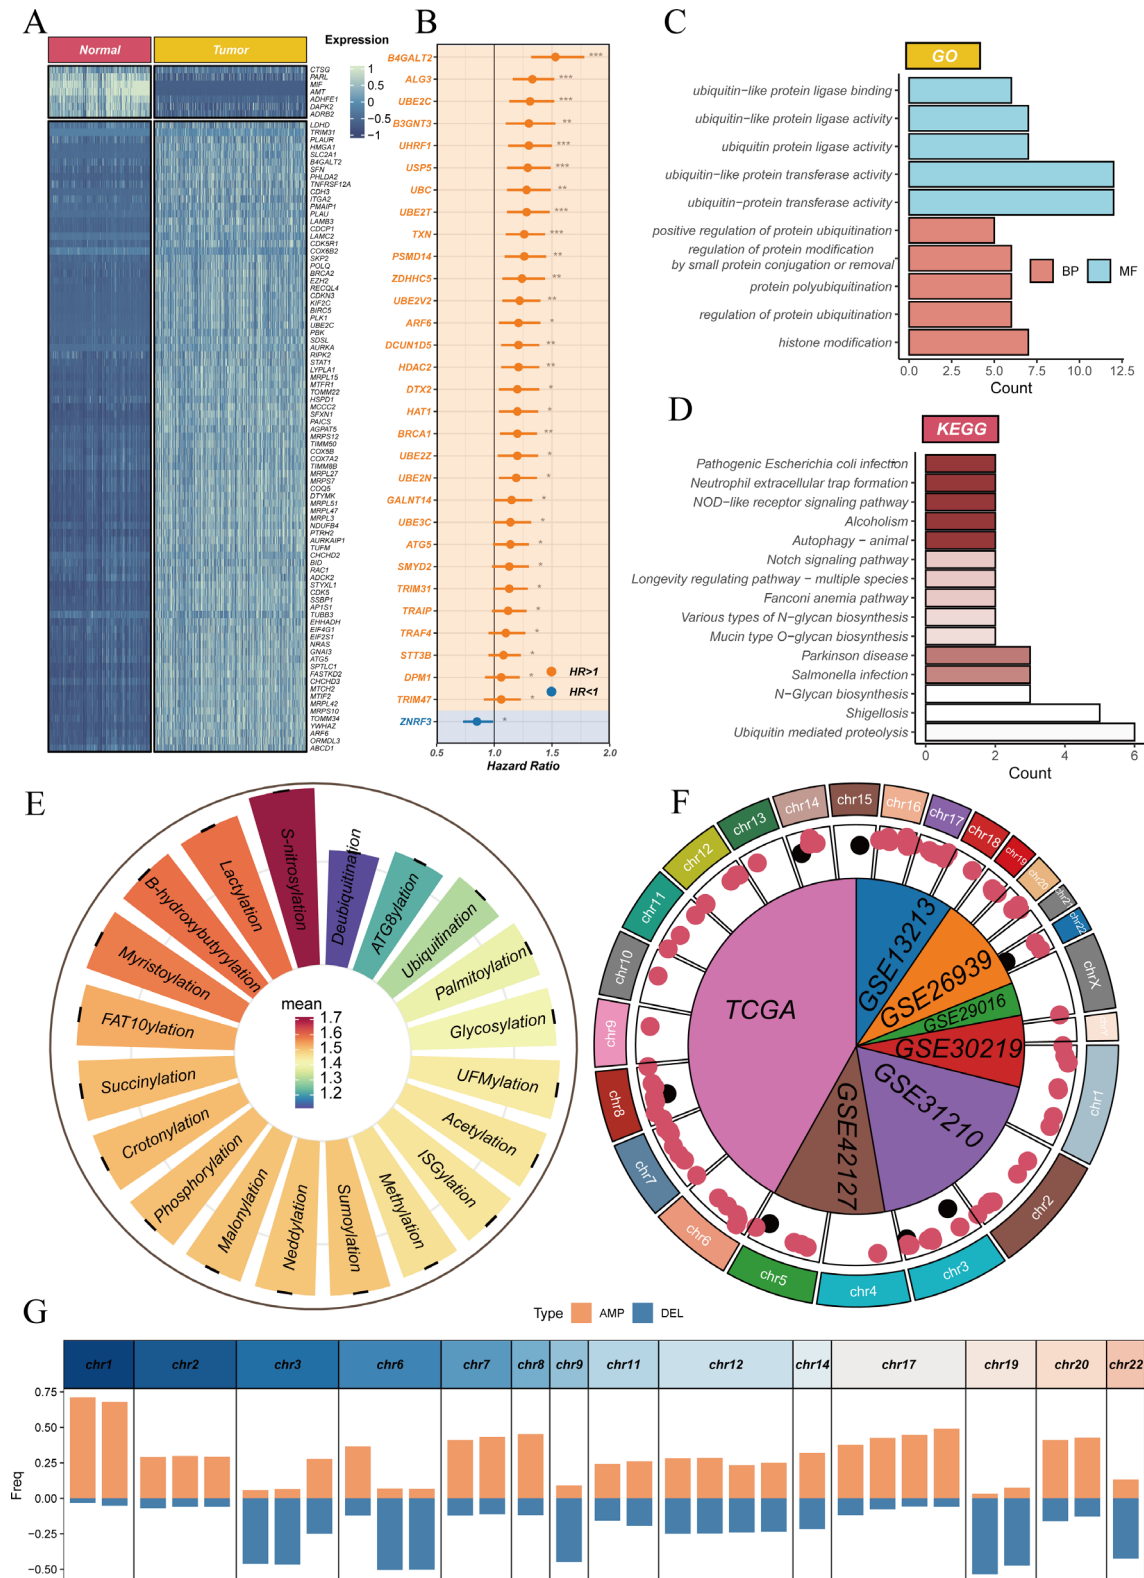 A
Normal
Tumor
Expression
1
0.5
0
−0.5
−1
CTSG
PARL
MIF
AMT
ADHFE1
DAPK2
ADRB2
LDHD
TRIM31
PLAUR
HMGA1
SLC2A1
B4GALT2
SFN
PHLDA2
TNFRSF12A
CDH3
ITGA2
PMAIP1
PLAU
LAMB3
CDCP1
LAMC2
CDK5R1
COX6B2
SKP2
POLQ
BRCA2
EZH2
RECQL4
CDKN3
KIF2C
BIRC5
PLK1
UBE2C
PBK
SDSL
AURKA
RIPK2
STAT1
LYPLA1
MRPL15
MTFR1
TOMM22
HSPD1
MCCC2
SFXN1
PAICS
AGPAT5
MRPS12
TIMM50
COX5B
COX7A2
TIMM8B
MRPL27
MRPS7
COQ5
DTYMK
MRPL51
MRPL47
MRPL3
NDUFB4
PTRH2
AURKAIP1
TUFM
CHCHD2
BID
RAC1
ADCK2
STYXL1
CDK5
SSBP1
AP1S1
TUBB3
EHHADH
EIF4G1
EIF2S1
NRAS
GNAI3
ATG5
SPTLC1
FASTKD2
CHCHD3
MTCH2
MTIF2
MRPL42
MRPS10
TOMM34
YWHAZ
ARF6
ORMDL3
ABCD1
B
B4GALT2 ***
ALG3 ***
UBE2C ***
B3GNT3 **
UHRF1 ***
USP5 ***
UBC **
UBE2T ***
TXN ***
PSMD14 **
ZDHHC5 **
UBE2V2 **
ARF6 *
DCUN1D5 **
HDAC2 **
DTX2 *
HAT1 *
BRCA1 **
UBE2Z *
UBE2N *
GALNT14 *
UBE3C *
ATG5 *
SMYD2 *
TRIM31 *
TRAIP *
TRAF4 *
STT3B *
DPM1 *
TRIM47 *
ZNRF3 *
HR>1
HR<1
0.5 1.0 1.5 2.0
Hazard Ratio
C
GO
ubiquitin−like protein ligase binding
ubiquitin−like protein ligase activity
ubiquitin protein ligase activity
ubiquitin−like protein transferase activity
ubiquitin−protein transferase activity
positive regulation of protein ubiquitination
regulation of protein modification
by small protein conjugation or removal
protein polyubiquitination
regulation of protein ubiquitination
histone modification
BP MF
0.0 2.5 5.0 7.5 10.0 12.5
Count
D
KEGG
Pathogenic Escherichia coli infection
Neutrophil extracellular trap formation
NOD−like receptor signaling pathway
Alcoholism
Autophagy − animal
Notch signaling pathway
Longevity regulating pathway − multiple species
Fanconi anemia pathway
Various types of N−glycan biosynthesis
Mucin type O−glycan biosynthesis
Parkinson disease
Salmonella infection
N−Glycan biosynthesis
Shigellosis
Ubiquitin mediated proteolysis
0 2 4 6
Count
E
S-nitrosylation
Deubiquitination
ATG8ylation
Ubiquitination
Palmitoylation
Glycosylation
UFMylation
Acetylation
ISGylation
Methylation
Sumoylation
Neddylation
Malonylation
Phosphorylation
Crotonylation
Succinylation
FAT10ylation
Myristoylation
B-hydroxybutyrylation
Lactylation
mean
1.7
1.6
1.5
1.4
1.3
1.2
F
chr1
chr2
chr3
chr4
chr5
chr6
chr7
chr8
chr9
chr10
chr11
chr12
chr13
chr14
chr15
chr16
chr17
chr18
chr19
chr20
chr22
chrX
TCGA
GSE13213
GSE26939
GSE29016
GSE30219
GSE31210
GSE42127
G
Type AMP DEL
chr1 chr2 chr3 chr6 chr7 chr8 chr9 chr11 chr12 chr14 chr17 chr19 chr20 chr22
Freq
0.75
0.50
0.25
0.00
−0.25
−0.50